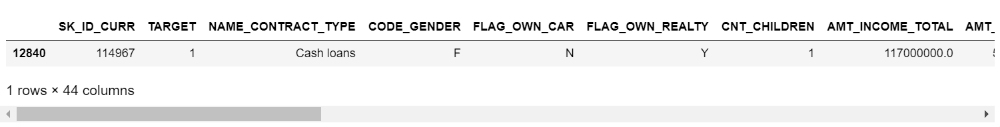 SK_ID_CURR TARGET NAME_CONTRACT_TYPE CODE_GENDER FLAG_OWN_CAR FLAG_OWN_REALTY CNT_CHILDREN AMT_INCOME_TOTAL AMT_
12840 114967 1 Cash loans F N Y 1 117000000.0
1 rows × 44 columns